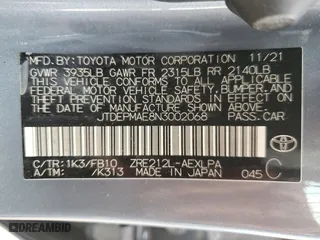 MFD.BY:TOYOTA MOTOR CORPORATION 11/21
GVWR 3935LB GAWR FR 2315LB RR 2140LB
THIS VEHICLE CONFORMS TO ALL APPLICABLE
FEDERAL MOTOR VEHICLE SAFETY, BUMPER, AND
THEFT PREVENTION STANDARDS IN EFFECT ON
THE DATE OF MANUFACTURE SHOWN ABOVE.
JTDEPMAE8N3002068 PASS.CAR
C/TR:1K3/FB10 ZRE212L-AEXLPA
A/TM: /K313 MADE IN JAPAN 045 C
DREAMBID
dreambid.com